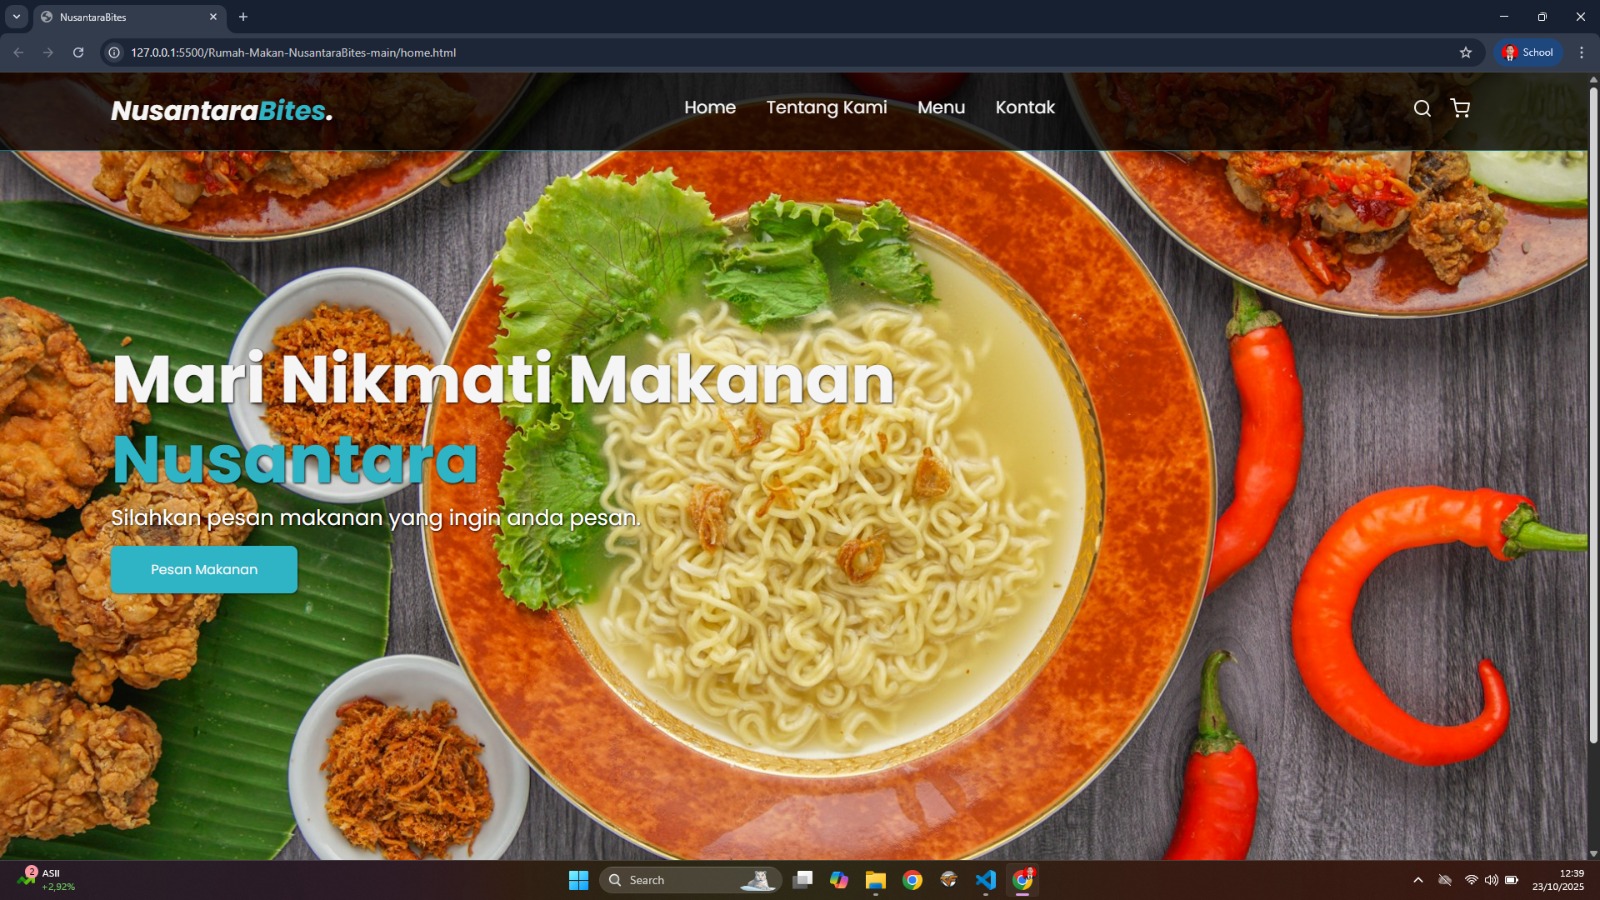 NusantaraBites
127.0.0.1:5500/Rumah-Makan-NusantaraBites-main/home.html
School
NusantaraBites.
Home
Tentang Kami
Menu
Kontak
Mari Nikmati Makanan
Nusantara
Silahkan pesan makanan yang ingin anda pesan.
Pesan Makanan
2
ASII
+2,92%
Search
12:39
23/10/2025